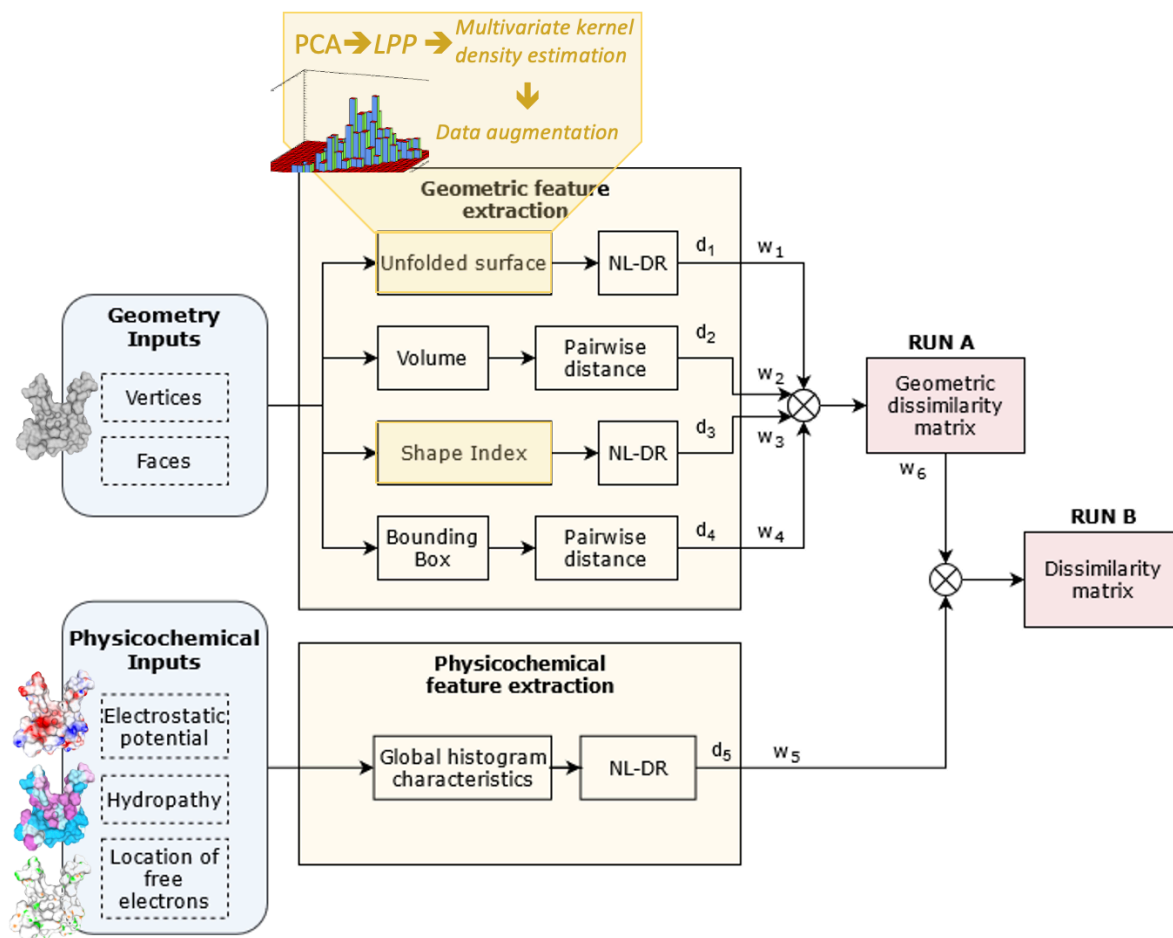 PCA➔LPP➔Multivariate kernel
density estimation
Data augmentation
Geometric feature
extraction
Unfolded surface
NL-DR
d1
w1
Geometry
Inputs
Vertices
Faces
Volume
Pairwise
distance
d2
w2
Shape Index
NL-DR
d3
w3
Bounding
Box
Pairwise
distance
d4
w4
RUN A
Geometric
dissimilarity
matrix
w6
RUN B
Dissimilarity
matrix
Physicochemical
Inputs
Electrostatic
potential
Hydropathy
Location of
free
electrons
Physicochemical
feature extraction
Global histogram
characteristics
NL-DR
d5
w5